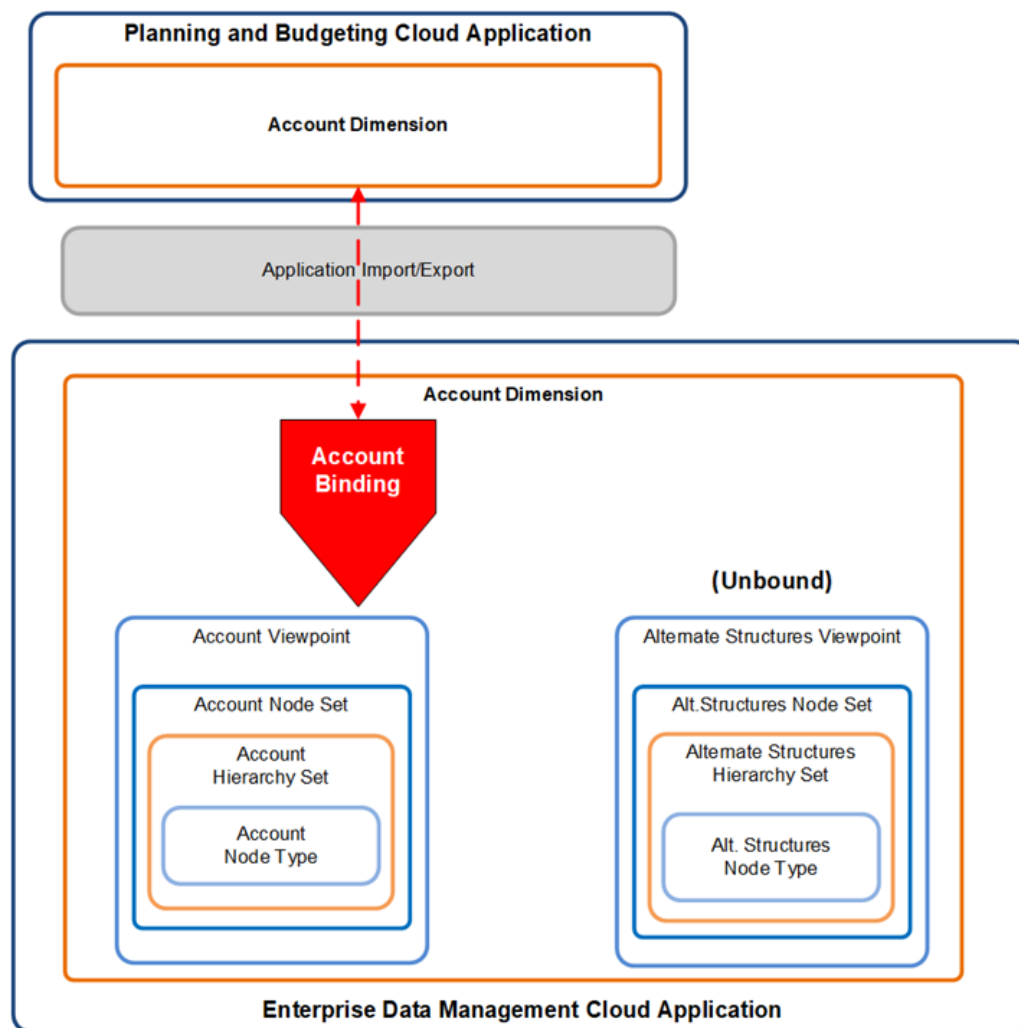 Planning and Budgeting Cloud Application
Account Dimension
Application Import/Export
Account Dimension
Account
Binding
(Unbound)
Account Viewpoint
Account Node Set
Account
Hierarchy Set
Account
Node Type
Alternate Structures Viewpoint
Alt.Structures Node Set
Alternate Structures
Hierarchy Set
Alt. Structures
Node Type
Enterprise Data Management Cloud Application